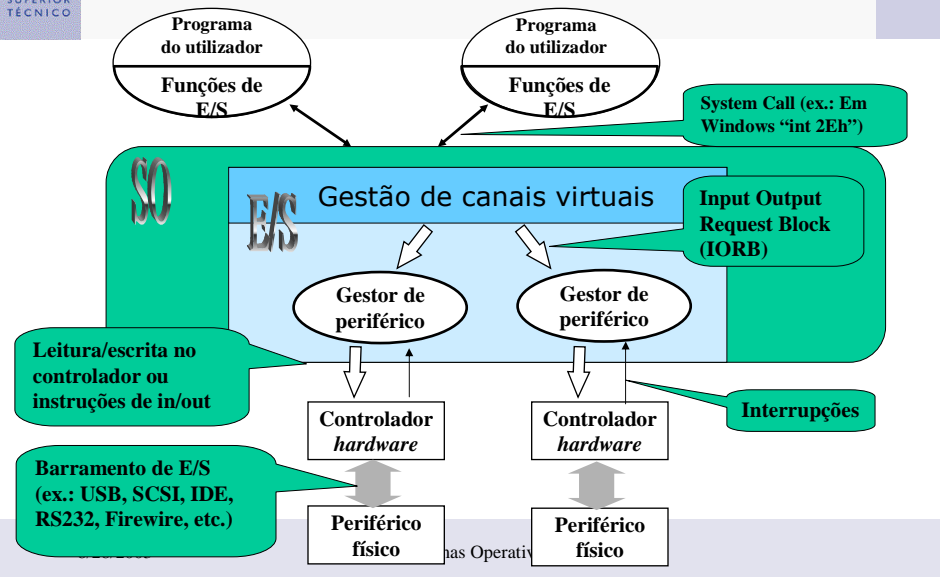 TÉCNICO
Programa
do utilizador
Funções de
E/S
Programa
do utilizador
Funções de
E/S
System Call (ex.: Em
Windows “int 2Eh”)
SO
E/S
Gestão de canais virtuais
Input Output
Request Block
(IORB)
Gestor de
periférico
Gestor de
periférico
Leitura/escrita no
controlador ou
instruções de in/out
Controlador
hardware
Controlador
hardware
Interrupções
Barramento de E/S
(ex.: USB, SCSI, IDE,
RS232, Firewire, etc.)
Periférico
físico
Periférico
físico